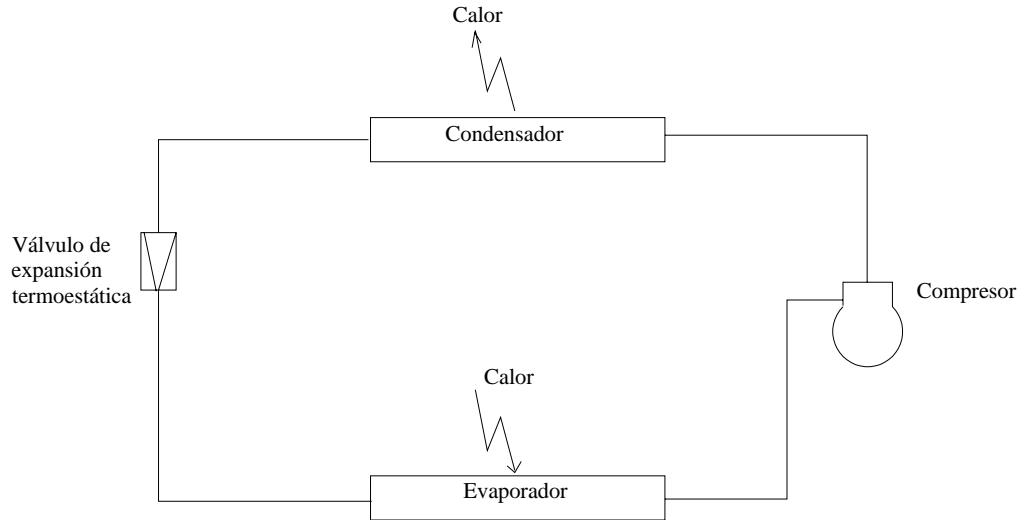 Calor
Condensador
Válvulo de
expansión
termoestática
Compresor
Calor
Evaporador